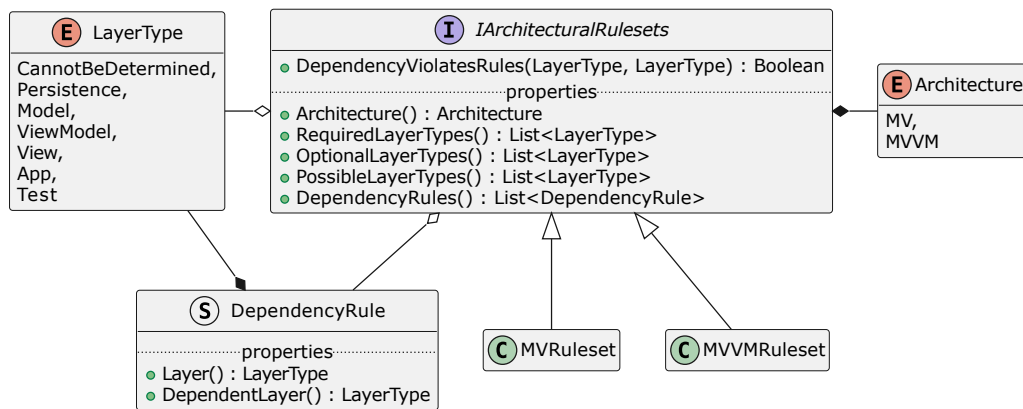 E LayerType
CannotBeDetermined,
Persistence,
Model,
ViewModel,
View,
App,
Test
I IArchitecturalRulesets
DependencyViolatesRules(LayerType, LayerType) : Boolean
properties
Architecture() : Architecture
RequiredLayerTypes() : List<LayerType>
OptionalLayerTypes() : List<LayerType>
PossibleLayerTypes() : List<LayerType>
DependencyRules() : List<DependencyRule>
E Architecture
MV,
MVVM
S DependencyRule
properties
Layer() : LayerType
DependentLayer() : LayerType
C MVRuleset
C MVVMRuleset